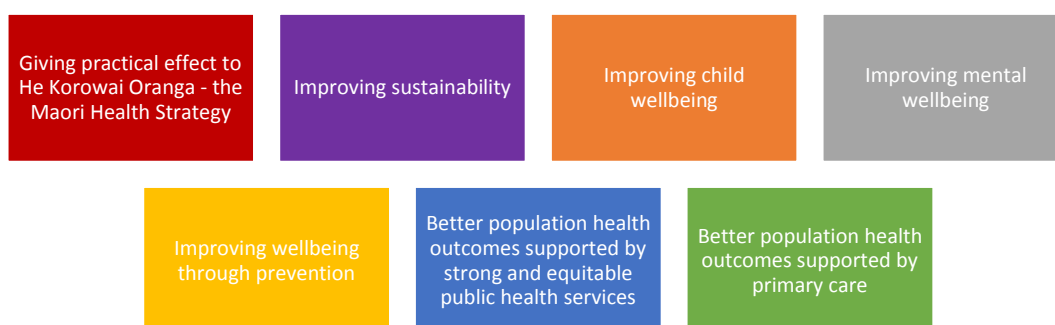 Giving practical effect to
He Korowai Oranga - the
Maori Health Strategy
Improving sustainability
Improving child
wellbeing
Improving mental
wellbeing
Improving wellbeing
through prevention
Better population health
outcomes supported by
strong and equitable
public health services
Better population health
outcomes supported by
primary care